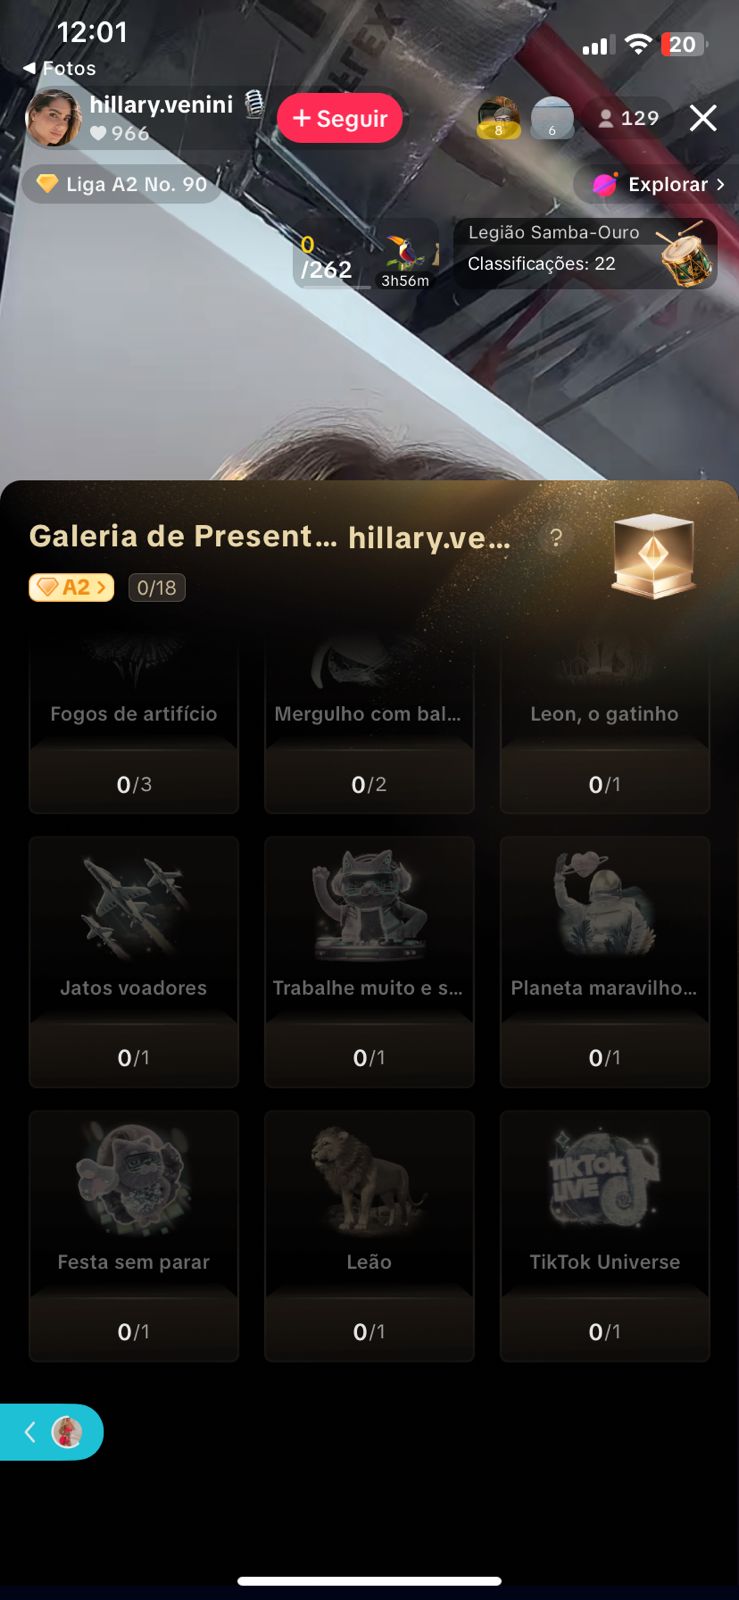 12:01
20
◀ Fotos
hillary.venini 🎙️
966
+ Seguir
8
6
129
Liga A2 No. 90
Explorar >
0
/262
3h56m
Legião Samba-Ouro
Classificações: 22
Galeria de Present... hillary.ve... ?
A2 >
0/18
Fogos de artifício
Mergulho com bal...
Leon, o gatinho
0/3
0/2
0/1
Jatos voadores
Trabalhe muito e s...
Planeta maravilho...
0/1
0/1
0/1
TikTok
LIVE
Festa sem parar
Leão
TikTok Universe
0/1
0/1
0/1